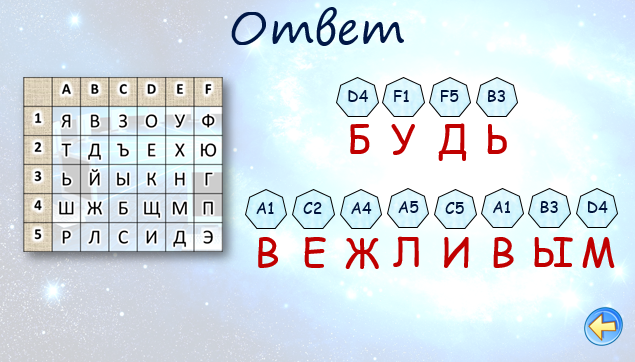 Ответ
A B C D E F
1 Я В З О У Ф
2 Т Д Ъ Е Х Ю
3 Ь Й Ы К Н Г
4 Ш Ж Б Щ М П
5 Р Л С И Д Э
D4 F1 F5 B3
БУДЬ
A1 C2 A4 A5 C5 A1 B3 D4
ВЕЖЛИВЫМ